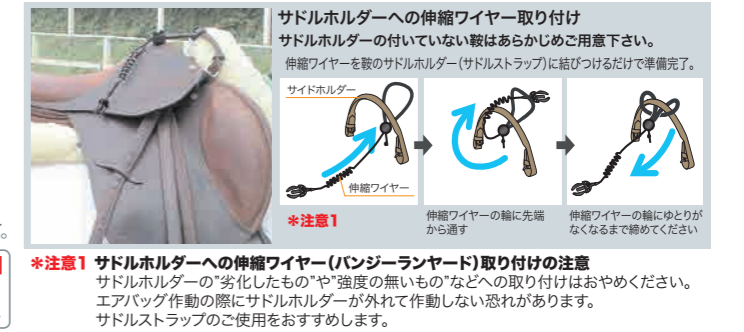 サドルホルダーへの伸縮ワイヤー取り付け
サドルホルダーの付いていない鞍はあらかじめご用意下さい。
伸縮ワイヤーを鞍のサドルホルダー(サドルストラップ)に結びつけるだけで準備完了。
サイドホルダー
伸縮ワイヤー
＊注意1
伸縮ワイヤーの輪に先端
から通す
伸縮ワイヤーの輪にゆとりが
なくなるまで締めてください
。
＊注意1 サドルホルダーへの伸縮ワイヤー(バンジーランヤード)取り付けの注意
サドルホルダーの”劣化したもの”や”強度の無いもの”などへの取り付けはおやめください。
エアバッグ作動の際にサドルホルダーが外れて作動しない恐れがあります。
サドルストラップのご使用をおすすめします。